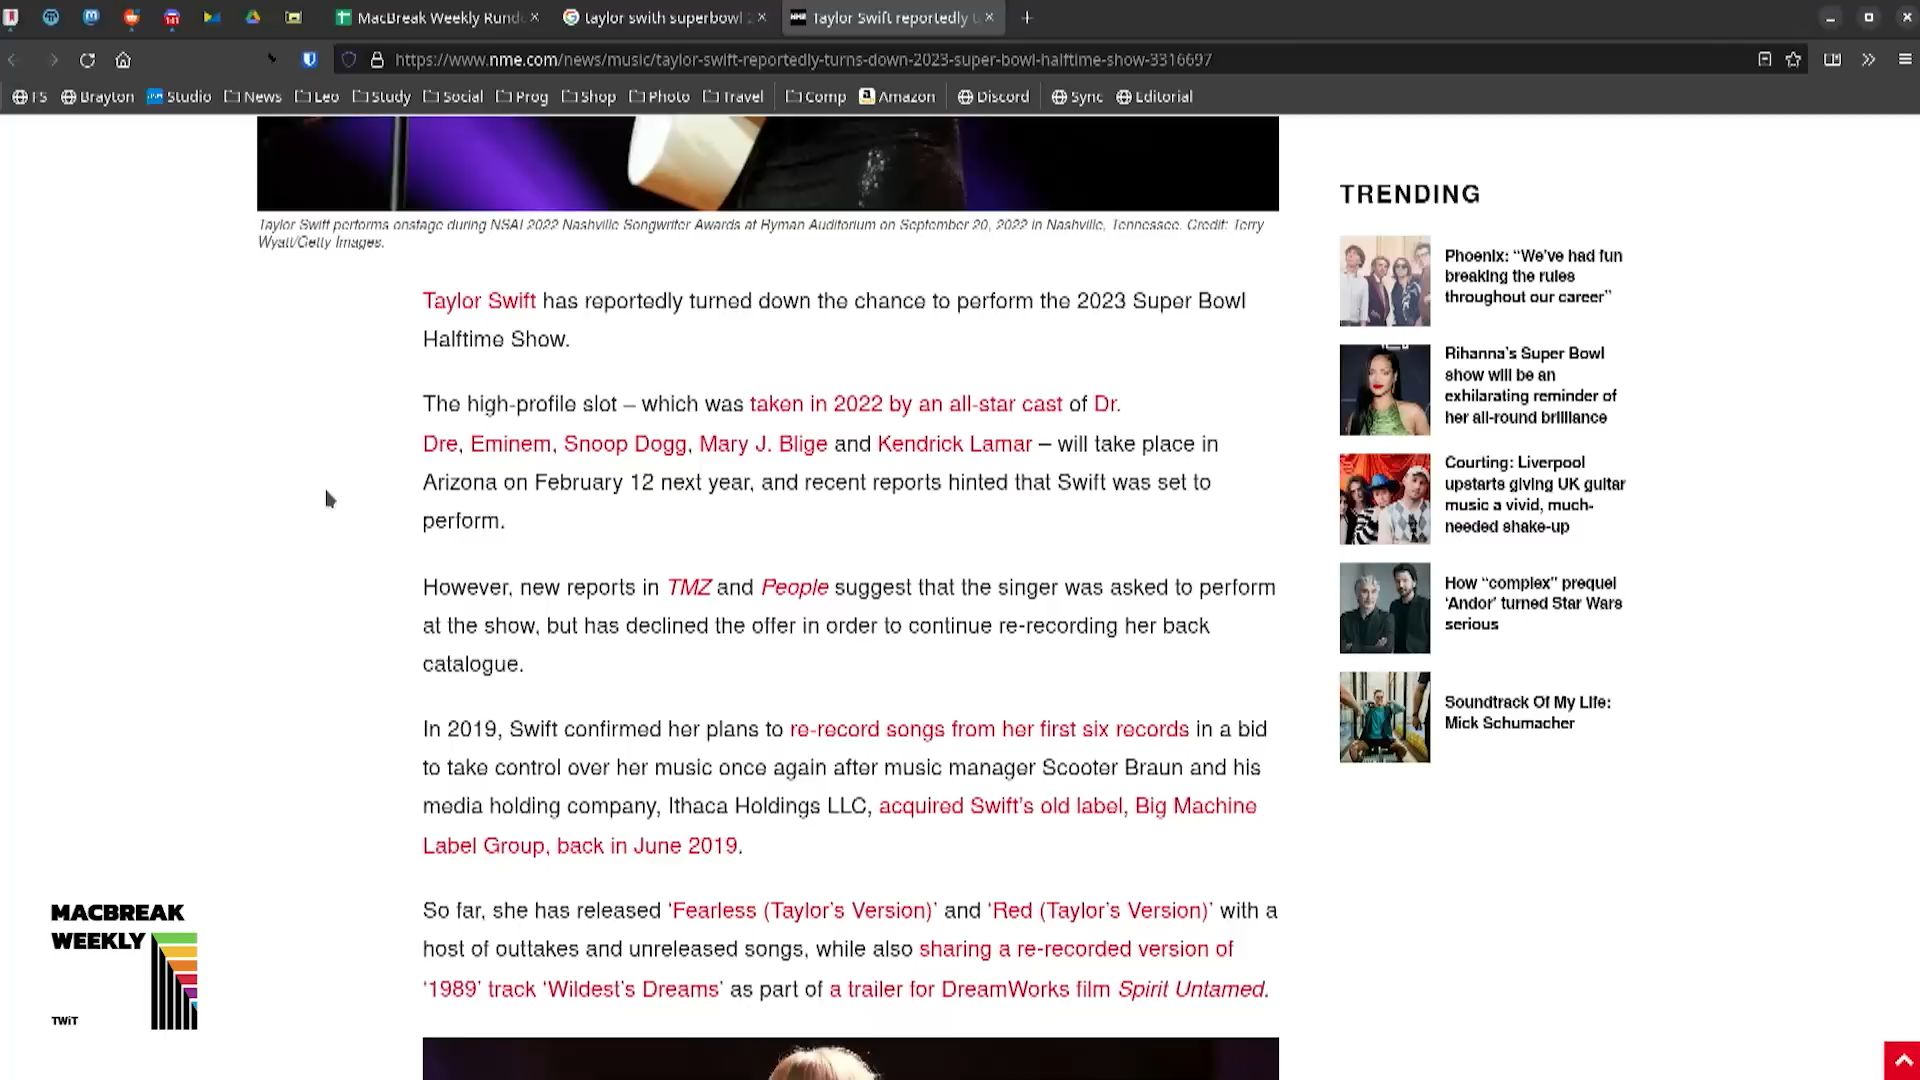 141
MacBreak Weekly Rund
taylor swith superbowl 2
NME
Taylor Swift reportedly t
https://www.nme.com/news/music/taylor-swift-reportedly-turns-down-2023-super-bowl-halftime-show-3316697
FS
Brayton
Studio
News
Leo
Study
Social
Prog
Shop
Photo
Travel
Comp
Amazon
Discord
Sync
Editorial
Taylor Swift performs onstage during NSAI 2022 Nashville Songwriter Awards at Ryman Auditorium on September 20, 2022 in Nashville, Tennessee. Credit: Terry
Wyatt/Getty Images.
Taylor Swift has reportedly turned down the chance to perform the 2023 Super Bowl
Halftime Show.
The high-profile slot – which was taken in 2022 by an all-star cast of Dr.
Dre, Eminem, Snoop Dogg, Mary J. Blige and Kendrick Lamar – will take place in
Arizona on February 12 next year, and recent reports hinted that Swift was set to
perform.
However, new reports in TMZ and People suggest that the singer was asked to perform
at the show, but has declined the offer in order to continue re-recording her back
catalogue.
In 2019, Swift confirmed her plans to re-record songs from her first six records in a bid
to take control over her music once again after music manager Scooter Braun and his
media holding company, Ithaca Holdings LLC, acquired Swift's old label, Big Machine
Label Group, back in June 2019.
So far, she has released ‘Fearless (Taylor’s Version)’ and ‘Red (Taylor’s Version)’ with a
host of outtakes and unreleased songs, while also sharing a re-recorded version of
‘1989’ track ‘Wildest’s Dreams’ as part of a trailer for DreamWorks film Spirit Untamed.
TRENDING
Phoenix: “We’ve had fun
breaking the rules
throughout our career”
Rihanna’s Super Bowl
show will be an
exhilarating reminder of
her all-round brilliance
Courting: Liverpool
upstarts giving UK guitar
music a vivid, much-
needed shake-up
How “complex” prequel
‘Andor’ turned Star Wars
serious
Soundtrack Of My Life:
Mick Schumacher
MACBREAK
WEEKLY
TWiT